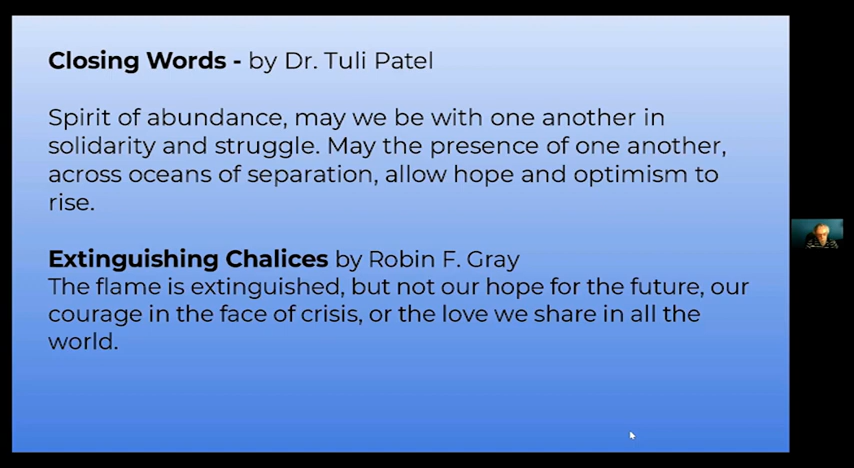 Closing Words - by Dr. Tuli Patel
Spirit of abundance, may we be with one another in
solidarity and struggle. May the presence of one another,
across oceans of separation, allow hope and optimism to
rise.
Extinguishing Chalices by Robin F. Gray
The flame is extinguished, but not our hope for the future, our
courage in the face of crisis, or the love we share in all the
world.